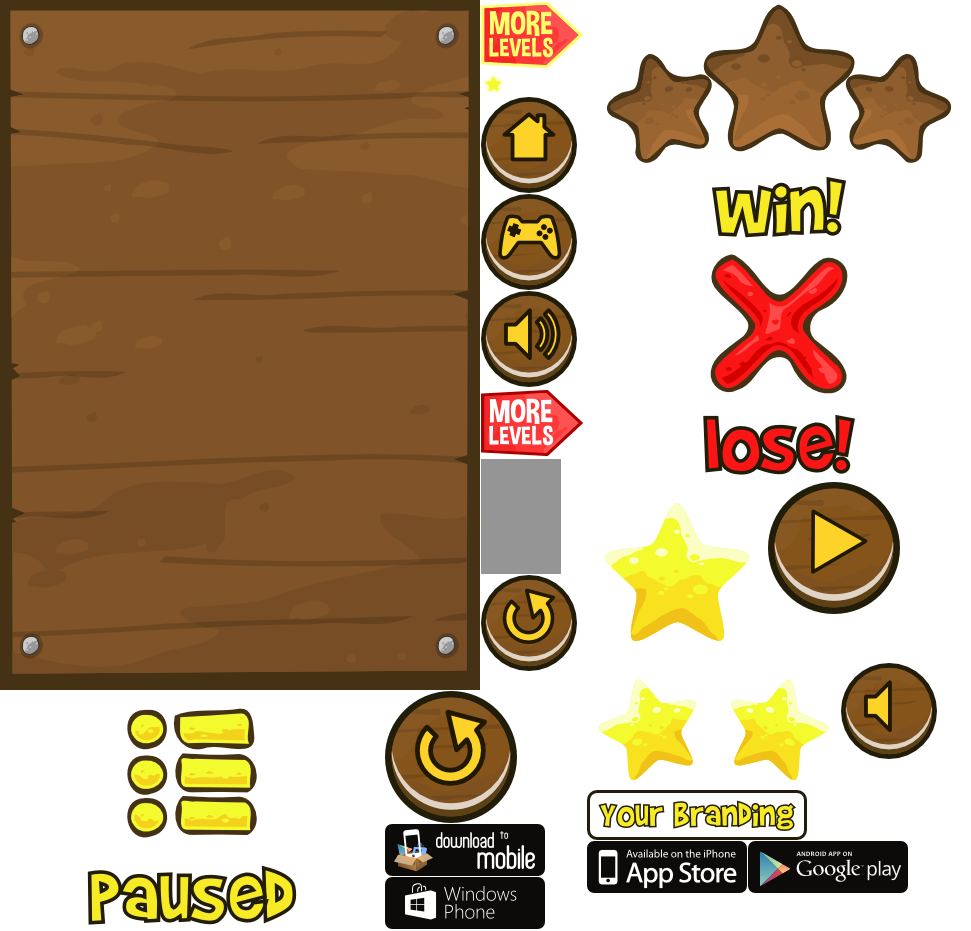 MORE
LEVELS
win!
MORE
LEVELS
lose!
Your Branding
download to
mobile
Available on the iPhone
App Store
ANDROID APP ON
Google play
PAUSED
Windows
Phone